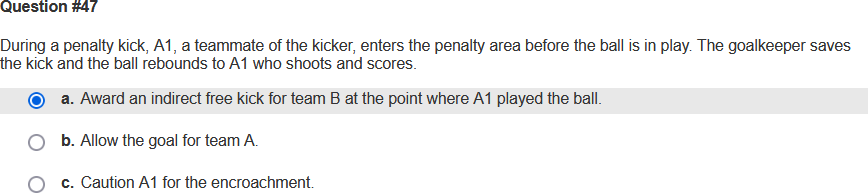 Question #47
During a penalty kick, A1, a teammate of the kicker, enters the penalty area before the ball is in play. The goalkeeper saves
the kick and the ball rebounds to A1 who shoots and scores.
a. Award an indirect free kick for team B at the point where A1 played the ball.
b. Allow the goal for team A.
c. Caution A1 for the encroachment.